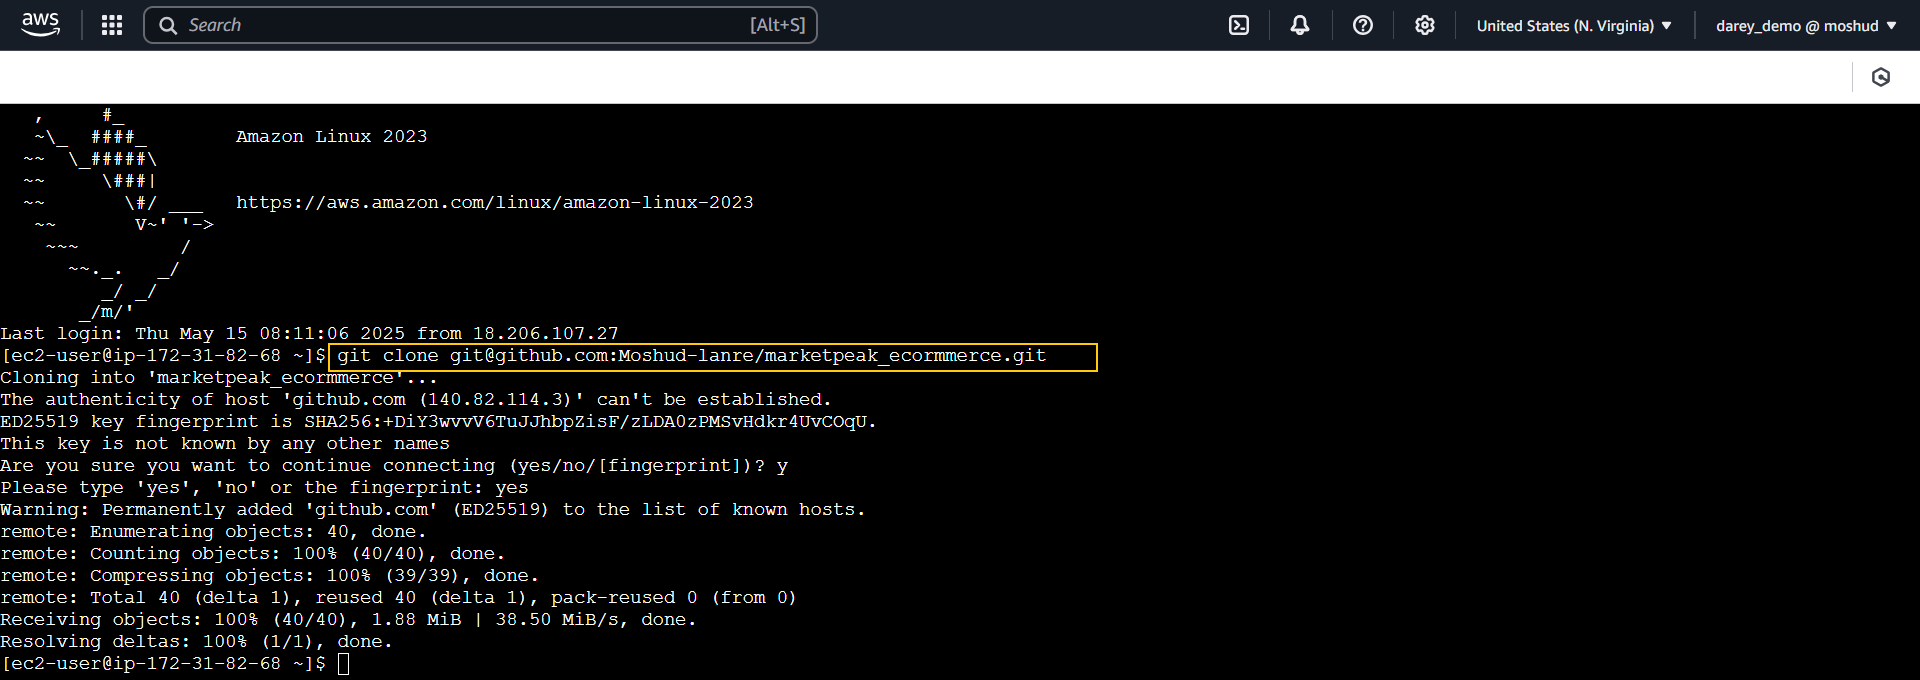 aws Search [Alt+S] United States (N. Virginia) ▼ darey_demo @ moshud ▼
   ,     #_
   ~\_  ####_        Amazon Linux 2023
  ~~  \_#####\
  ~~     \###|
  ~~       \#/ ___   https://aws.amazon.com/linux/amazon-linux-2023
   ~~       V~' '->
    ~~~         /
      ~~._.   _/
         _/ _/
       _/m/'
Last login: Thu May 15 08:11:06 2025 from 18.206.107.27
[ec2-user@ip-172-31-82-68 ~]$ git clone git@github.com:Moshud-lanre/marketpeak_ecormmerce.git
Cloning into 'marketpeak_ecormmerce'...
The authenticity of host 'github.com (140.82.114.3)' can't be established.
ED25519 key fingerprint is SHA256:+DiY3wvvV6TuJJhbpZisF/zLDA0zPMSvHdkr4UvCOqU.
This key is not known by any other names
Are you sure you want to continue connecting (yes/no/[fingerprint])? y
Please type 'yes', 'no' or the fingerprint: yes
Warning: Permanently added 'github.com' (ED25519) to the list of known hosts.
remote: Enumerating objects: 40, done.
remote: Counting objects: 100% (40/40), done.
remote: Compressing objects: 100% (39/39), done.
remote: Total 40 (delta 1), reused 40 (delta 1), pack-reused 0 (from 0)
Receiving objects: 100% (40/40), 1.88 MiB | 38.50 MiB/s, done.
Resolving deltas: 100% (1/1), done.
[ec2-user@ip-172-31-82-68 ~]$